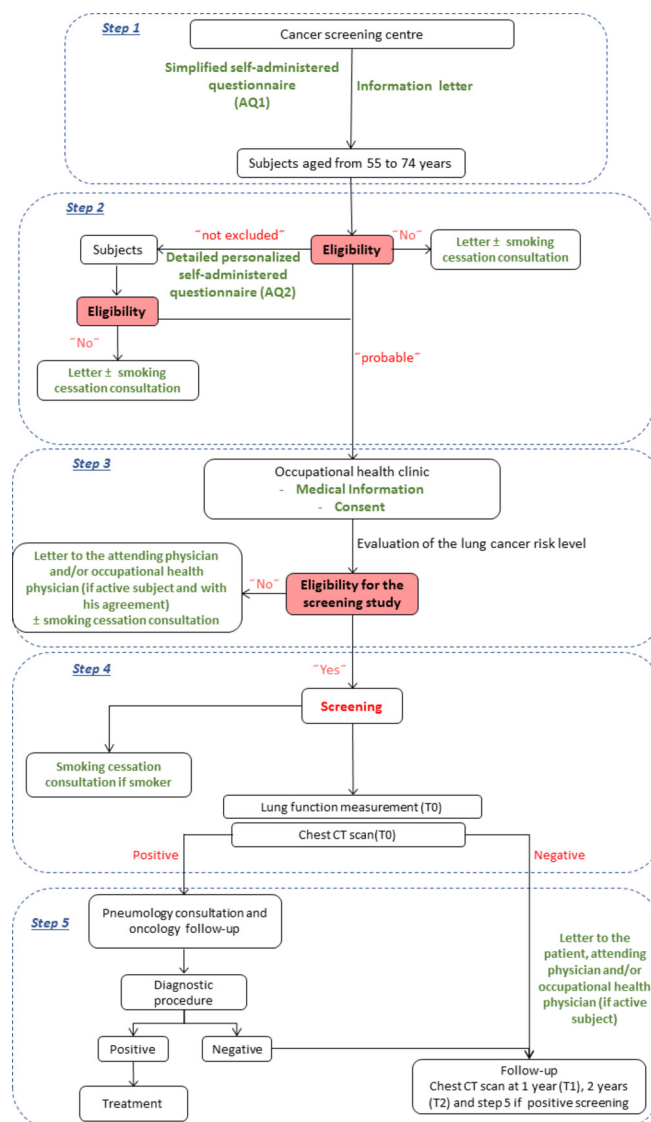 Step 1
Cancer screening centre
Simplified self-administered
questionnaire
(AQ1)
Information letter
Subjects aged from 55 to 74 years
Step 2
˝not excluded˝
Eligibility
˝No˝
Letter ± smoking
cessation consultation
Subjects
Detailed personalized
self-administered
questionnaire (AQ2)
Eligibility
˝No˝
Letter ± smoking
cessation consultation
˝probable˝
Step 3
Occupational health clinic
- Medical Information
- Consent
Evaluation of the lung cancer risk level
Letter to the attending physician
and/or occupational health
physician (if active subject and with
his agreement)
± smoking cessation consultation
˝No˝
Eligibility for the
screening study
Step 4
˝Yes˝
Screening
Smoking cessation
consultation if smoker
Lung function measurement (T0)
Chest CT scan(T0)
Positive
Negative
Step 5
Pneumology consultation and
oncology follow-up
Diagnostic
procedure
Positive
Negative
Treatment
Letter to the
patient, attending
physician and/or
occupational health
physician (if active
subject)
Follow-up
Chest CT scan at 1 year (T1), 2 years
(T2) and step 5 if positive screening